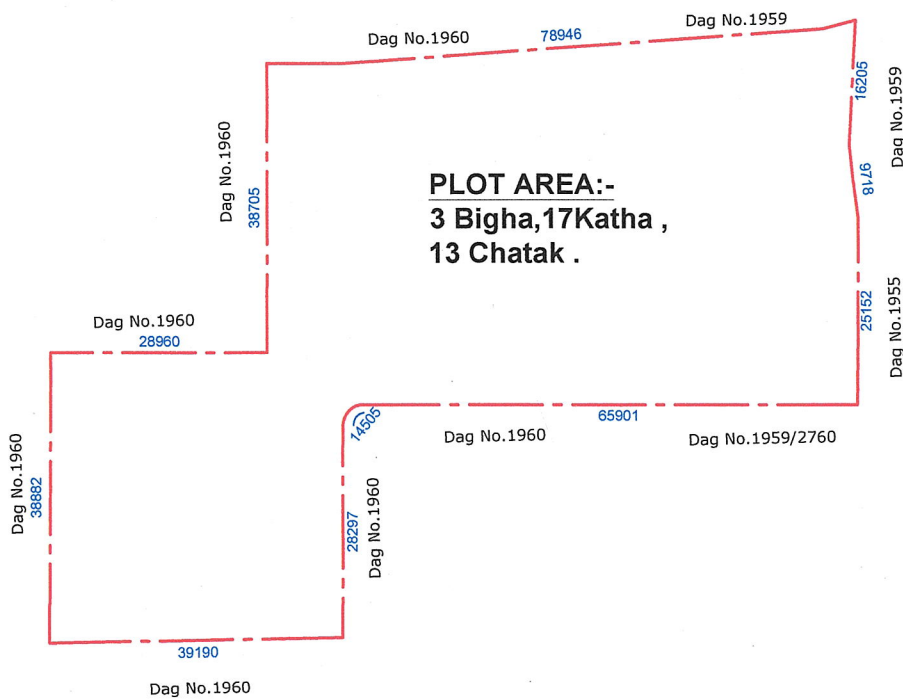 Dag No.1960
78946
Dag No.1959
16205
Dag No.1959
9718
Dag No.1960
38705
PLOT AREA:-
3 Bigha,17Katha ,
13 Chatak .
25152
Dag No.1955
Dag No.1960
28960
14505
65901
Dag No.1960
Dag No.1959/2760
Dag No.1960
38882
28297
Dag No.1960
39190
Dag No.1960